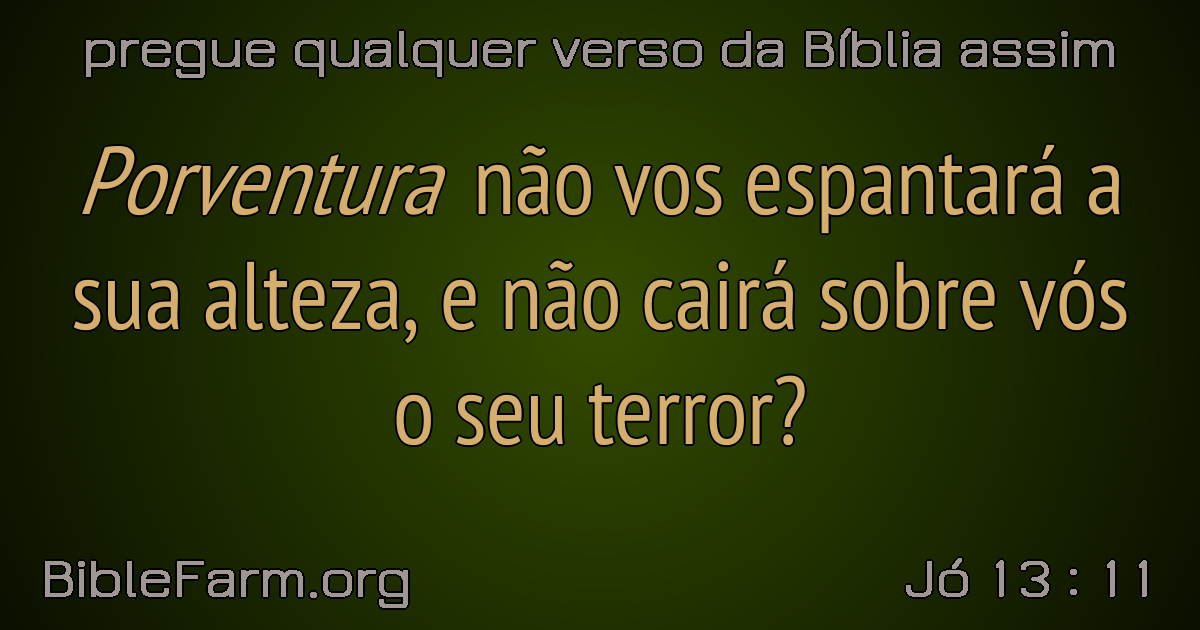 pregue qualquer verso da Bíblia assim
Porventura não vos espantará a
sua alteza, e não cairá sobre vós
o seu terror?
BibleFarm.org
Jó 13 : 11